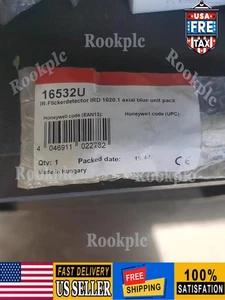 USA
FREE
TAX
Rookplc
16532U
IR-Flickerdetector IRD 1020.1 axial blue unit pack
Rookplc
Honeywell code (EAN13):
Honeywell code (UPC):
4 046911 022782
Qty: 1
Packed date:
CE
Made in Hungary
Rookplc
FAST DELIVERY
US SELLER
FREE
SHIPPING
100%
SATISFACTION